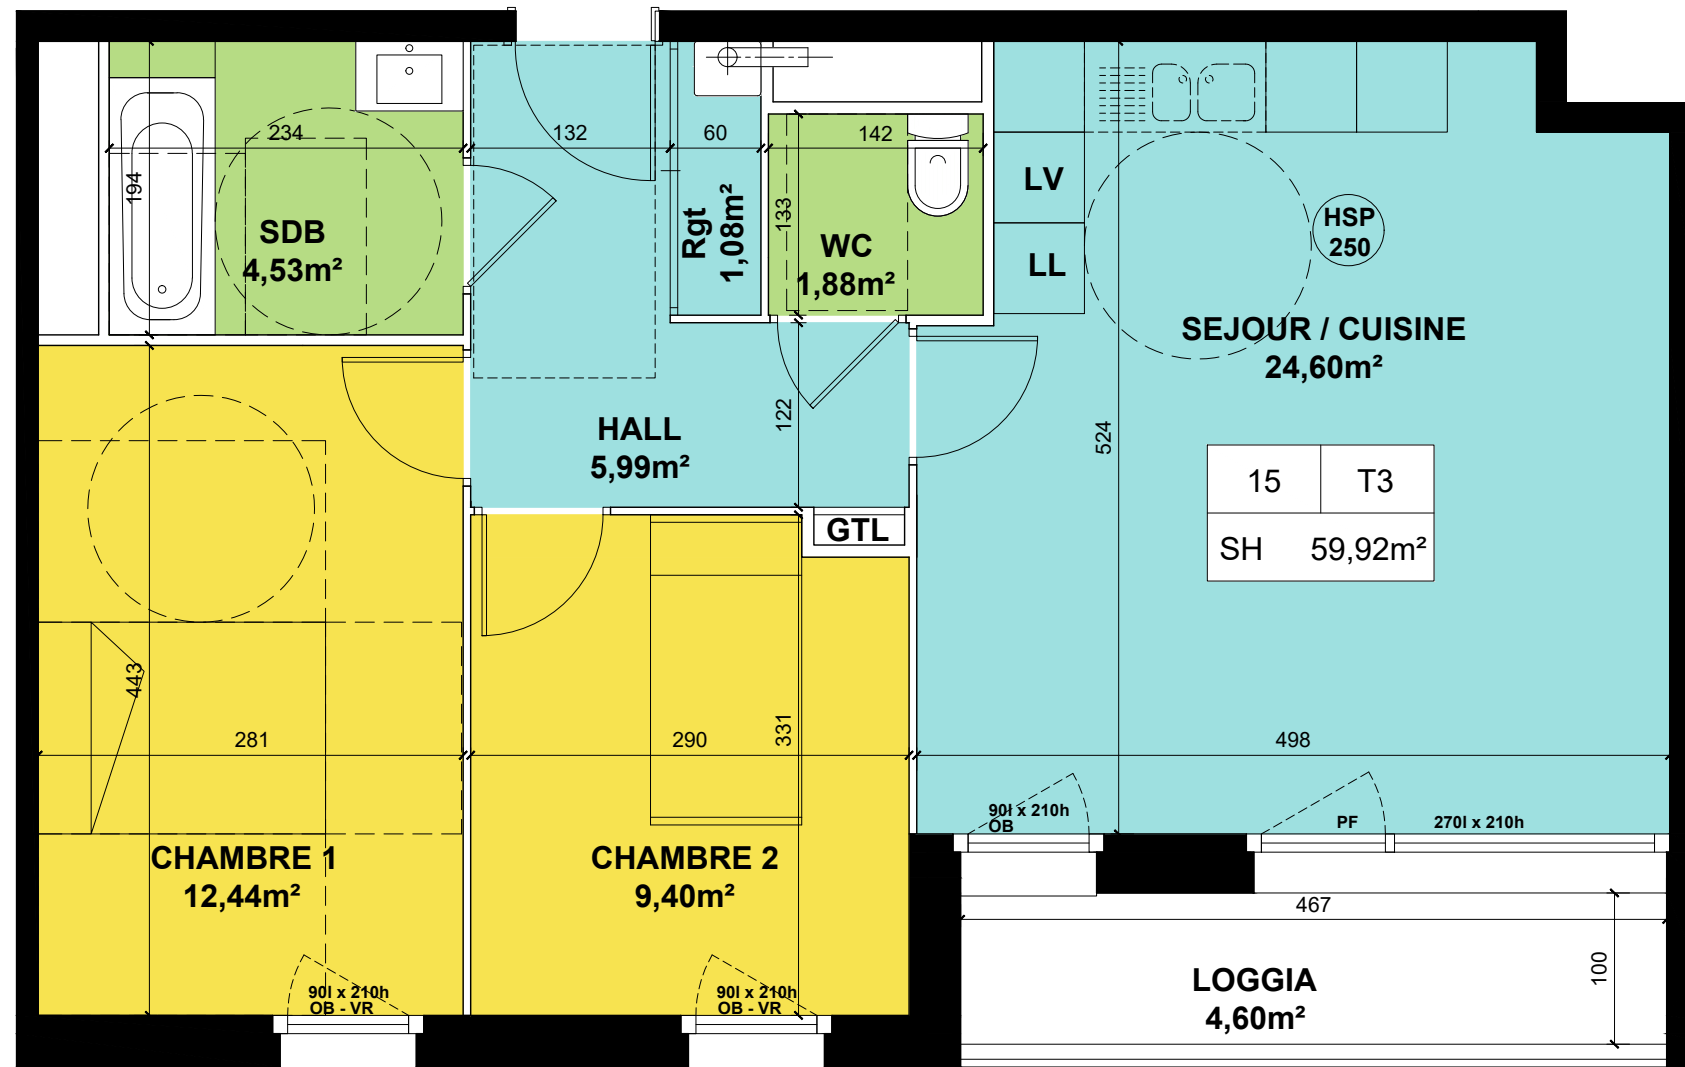 234
132
60
142
194
SDB
4,53m²
Rgt
1,08m²
133
WC
1,88m²
LV
LL
HSP
250
SEJOUR / CUISINE
24,60m²
HALL
5,99m²
122
524
15 T3
SH 59,92m²
GTL
443
281
290
331
498
90l x 210h
OB
PF
270l x 210h
CHAMBRE 1
12,44m²
CHAMBRE 2
9,40m²
467
100
LOGGIA
4,60m²
90l x 210h
OB - VR
90l x 210h
OB - VR